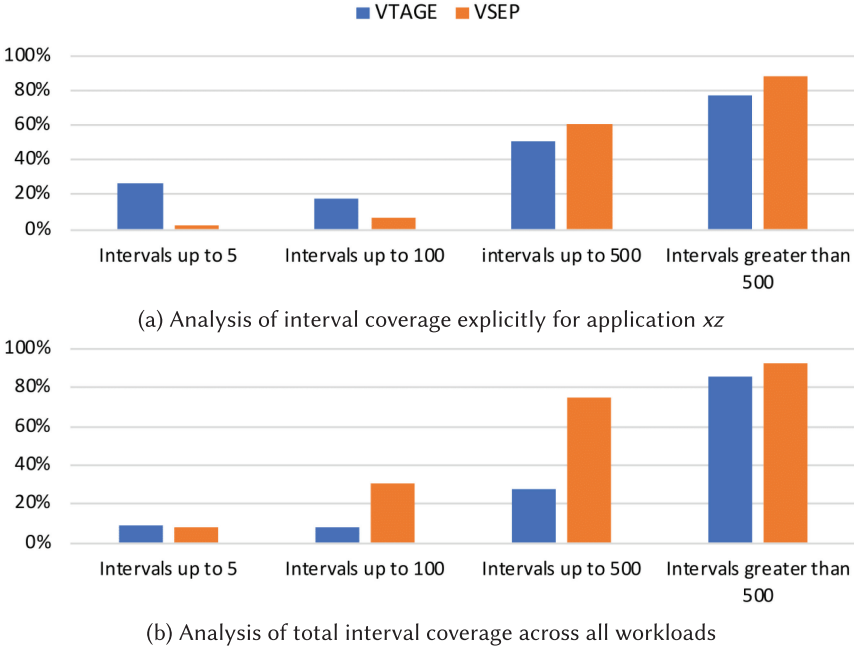 VTAGE VSEP
100%
80%
60%
40%
20%
0%
Intervals up to 5 Intervals up to 100 intervals up to 500 Intervals greater than
500
(a) Analysis of interval coverage explicitly for application xz
100%
80%
60%
40%
20%
0%
Intervals up to 5 Intervals up to 100 Intervals up to 500 Intervals greater than
500
(b) Analysis of total interval coverage across all workloads